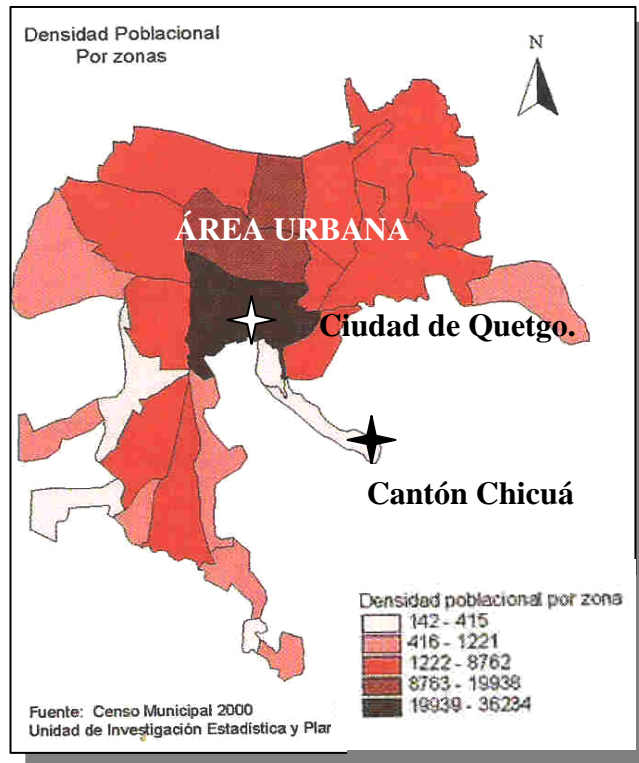 Densidad Poblacional
Por zonas
N
ÁREA URBANA
Ciudad de Quetgo.
Cantón Chicuá
Densidad poblacional por zona
142 - 415
416 - 1221
1222 - 8762
8763 - 19938
19939 - 36234
Fuente: Censo Municipal 2000
Unidad de Investigación Estadística y Plan